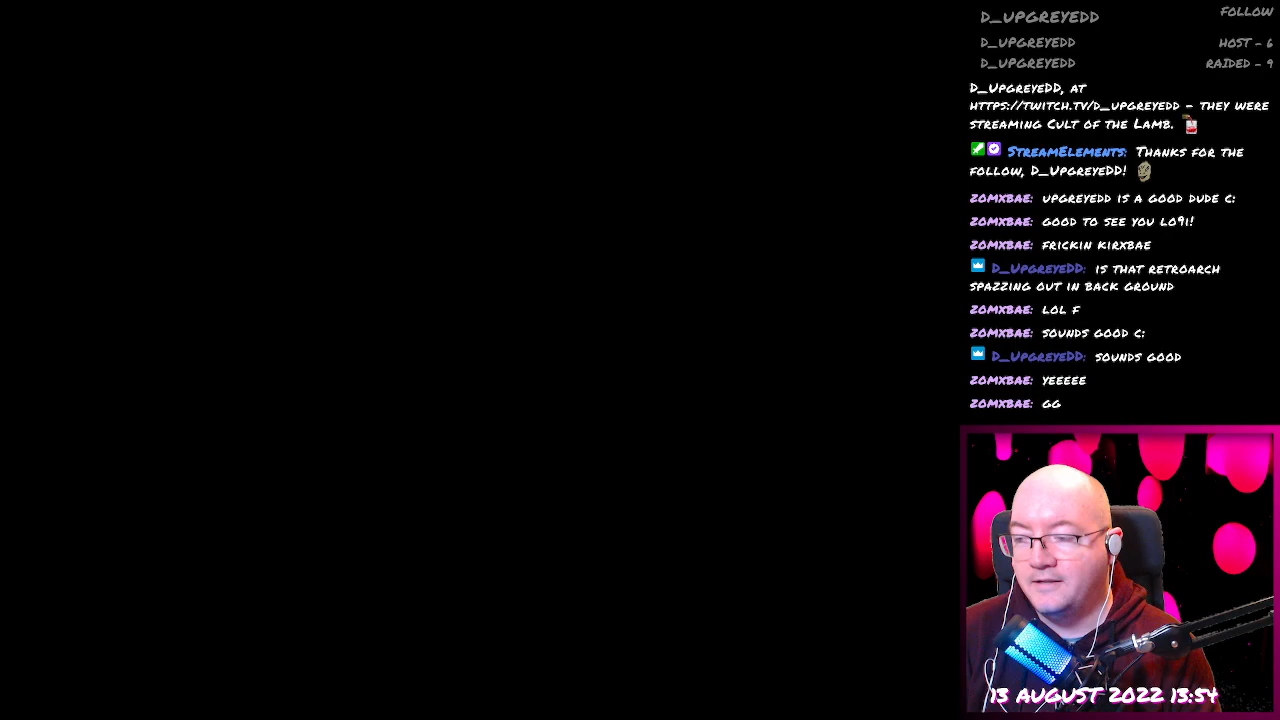 D_UPGREYEDD FOLLOW
D_UPGREYEDD HOST - 6
D_UPGREYEDD RAIDED - 9
D_UPGREYEDD, AT
HTTPS://TWITCH.TV/D_UPGREYEDD - THEY WERE
STREAMING CULT OF THE LAMB.
STREAMELEMENTS: THANKS FOR THE
FOLLOW, D_UPGREYEDD!
ZOMXBAE: UPGREYEDD IS A GOOD DUDE C:
ZOMXBAE: GOOD TO SEE YOU LO9I!
ZOMXBAE: FRICKIN KIRXBAE
D_UPGREYEDD: IS THAT RETROARCH
SPAZZING OUT IN BACK GROUND
ZOMXBAE: LOL F
ZOMXBAE: SOUNDS GOOD C:
D_UPGREYEDD: SOUNDS GOOD
ZOMXBAE: YEEEEE
ZOMXBAE: GG
13 AUGUST 2022 13:54